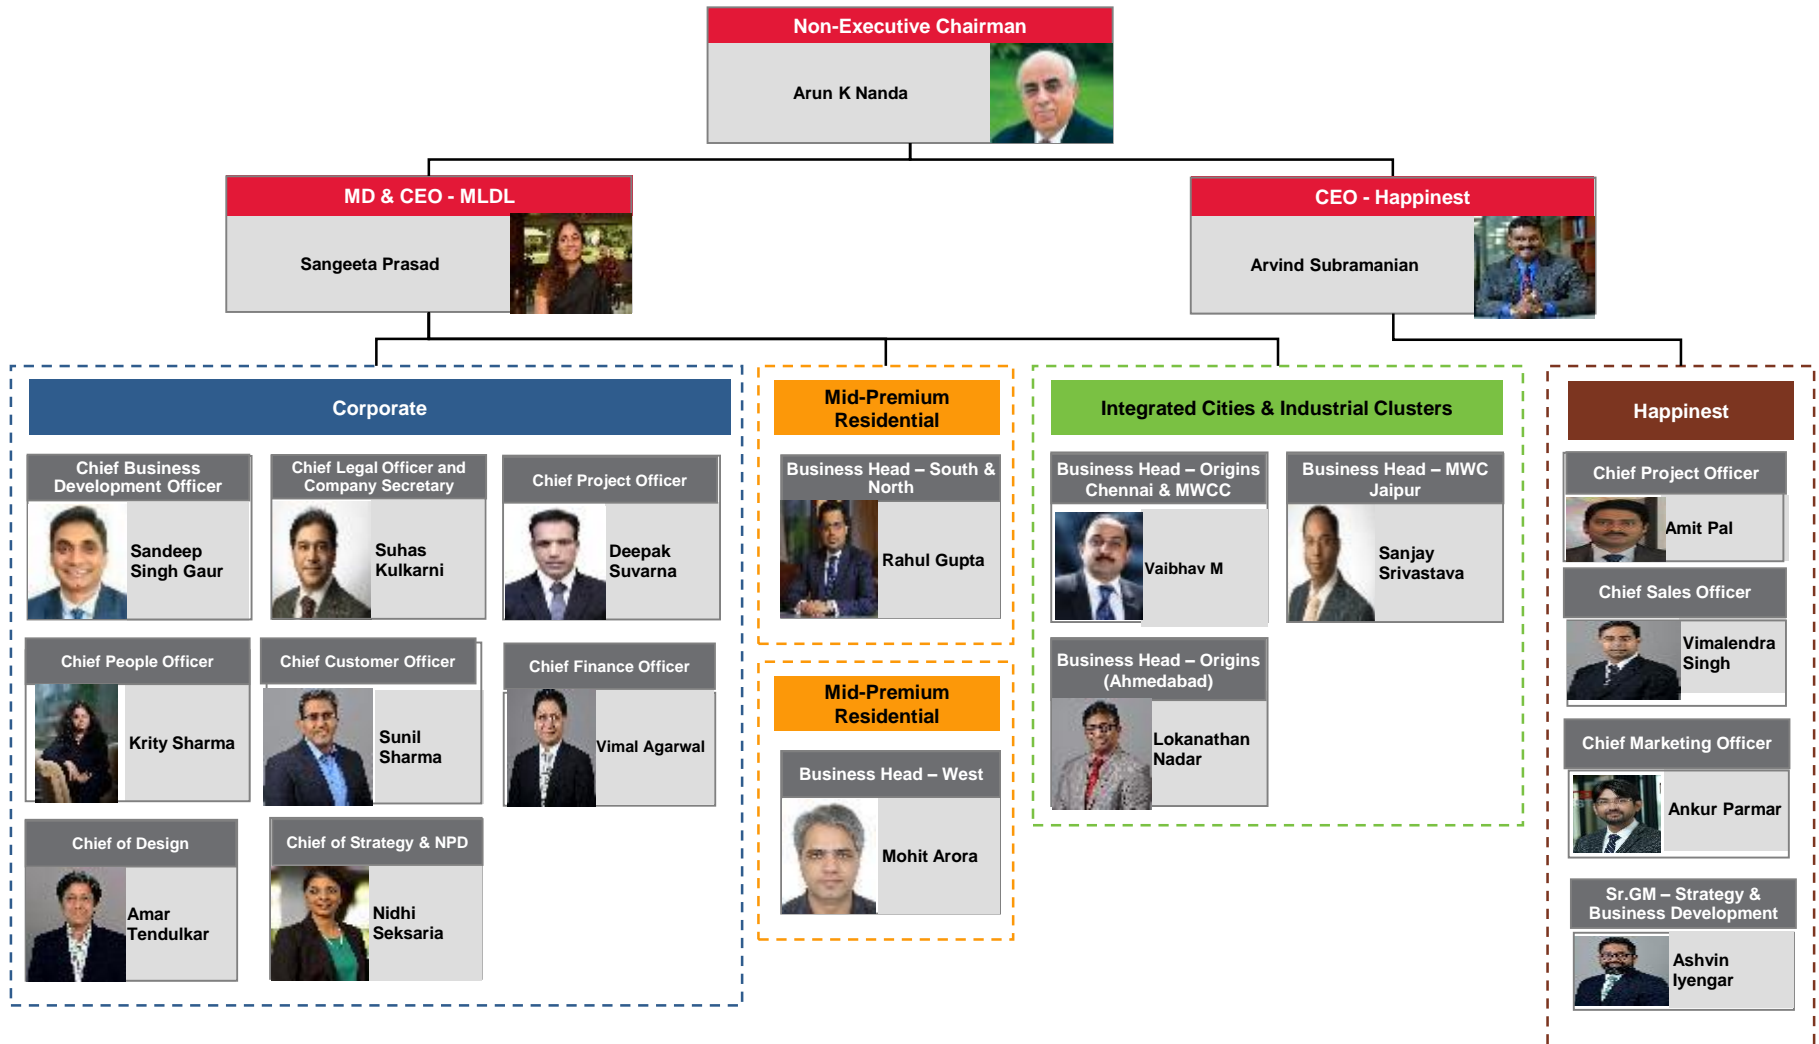 Non-Executive Chairman
Arun K Nanda
MD & CEO - MLDL
Sangeeta Prasad
CEO - Happinest
Arvind Subramanian
Corporate
Chief Business
Development Officer
Sandeep
Singh Gaur
Chief Legal Officer and
Company Secretary
Suhas
Kulkarni
Chief Project Officer
Deepak
Suvarna
Chief People Officer
Krity Sharma
Chief Customer Officer
Sunil
Sharma
Chief Finance Officer
Vimal Agarwal
Chief of Design
Amar
Tendulkar
Chief of Strategy & NPD
Nidhi
Seksaria
Mid-Premium
Residential
Business Head – South &
North
Rahul Gupta
Mid-Premium
Residential
Business Head – West
Mohit Arora
Integrated Cities & Industrial Clusters
Business Head – Origins
Chennai & MWCC
Vaibhav M
Business Head – MWC
Jaipur
Sanjay
Srivastava
Business Head – Origins
(Ahmedabad)
Lokanathan
Nadar
Happinest
Chief Project Officer
Amit Pal
Chief Sales Officer
Vimalendra
Singh
Chief Marketing Officer
Ankur Parmar
Sr.GM – Strategy &
Business Development
Ashvin
Iyengar